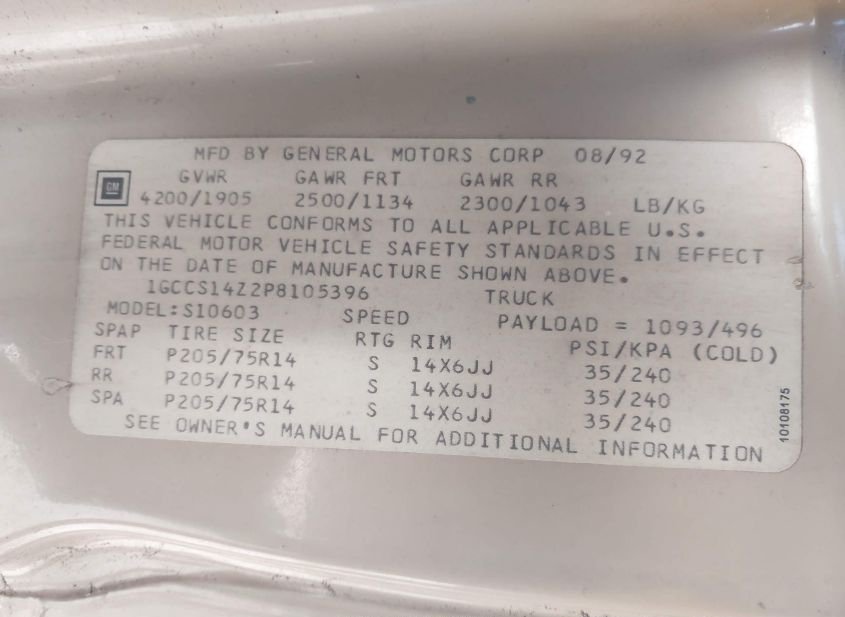 MFD BY GENERAL MOTORS CORP 08/92
GM
GVWR GAWR FRT GAWR RR
4200/1905 2500/1134 2300/1043 LB/KG
THIS VEHICLE CONFORMS TO ALL APPLICABLE U.S.
FEDERAL MOTOR VEHICLE SAFETY STANDARDS IN EFFECT
ON THE DATE OF MANUFACTURE SHOWN ABOVE.
1GCCS14Z2P8105396 TRUCK
MODEL:S10603 SPEED PAYLOAD = 1093/496
SPAP TIRE SIZE RTG RIM PSI/KPA (COLD)
FRT P205/75R14 S 14X6JJ 35/240
RR P205/75R14 S 14X6JJ 35/240
SPA P205/75R14 S 14X6JJ 35/240
SEE OWNER'S MANUAL FOR ADDITIONAL INFORMATION
10108175